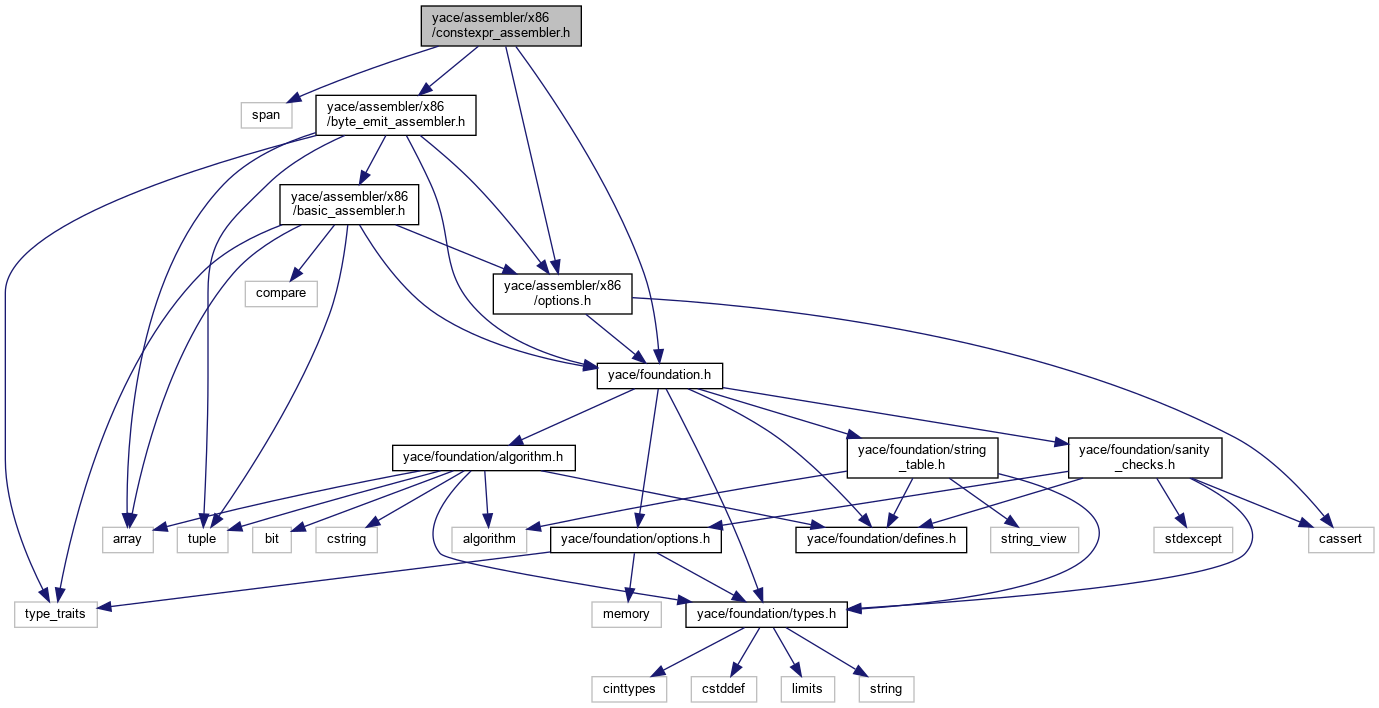 yace/assembler/x86
/constexpr_assembler.h
span
yace/assembler/x86
/byte_emit_assembler.h
yace/assembler/x86
/basic_assembler.h
compare
yace/assembler/x86
/options.h
yace/foundation.h
yace/foundation/algorithm.h
yace/foundation/string
_table.h
yace/foundation/sanity
_checks.h
array
tuple
bit
cstring
algorithm
yace/foundation/options.h
yace/foundation/defines.h
string_view
stdexcept
cassert
type_traits
memory
yace/foundation/types.h
cinttypes
cstddef
limits
string